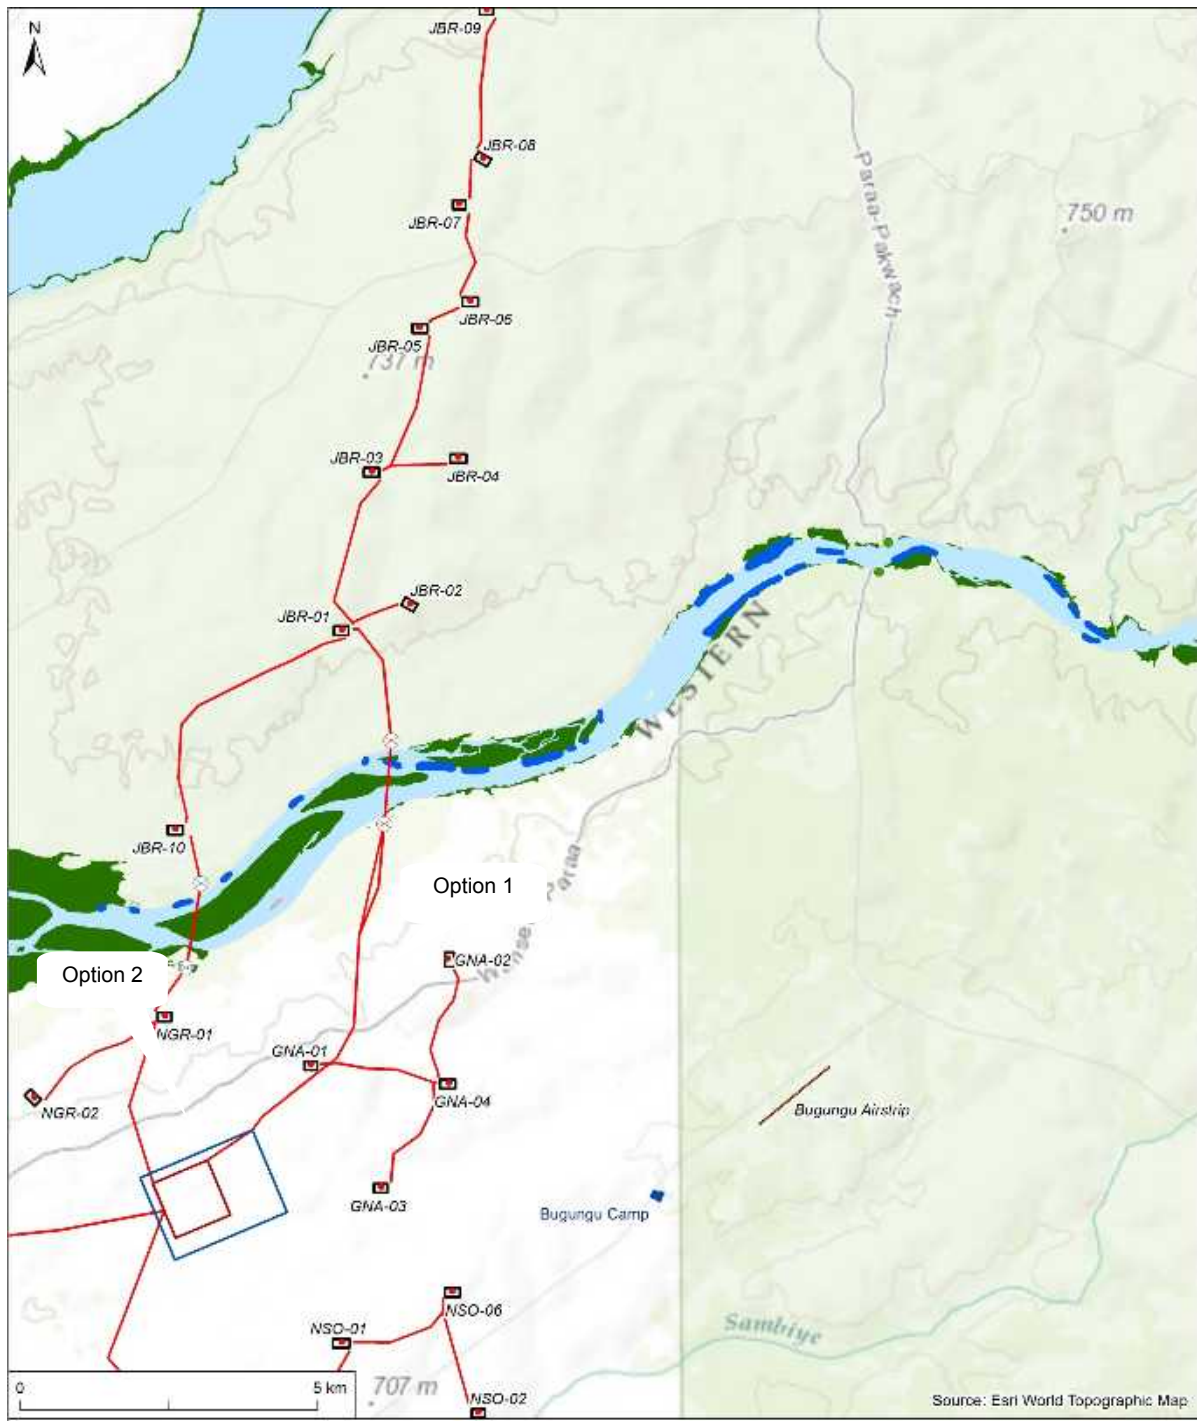 N
JBR-09
JBR-08
JBR-07
Paraa-Pakwach
750 m
JBR-06
JBR-05
737 m
JBR-03
JBR-04
JBR-02
JBR-01
WESTERN
JBR-10
Option 1
Paraa
Option 2
GNA-02
NGR-01
GNA-01
NGR-02
GNA-04
Bugungu Airstrip
GNA-03
Bugungu Camp
NSO-06
NSO-01
Sambiye
0
5 km
707 m
NSO-02
Source: Esri World Topographic Map